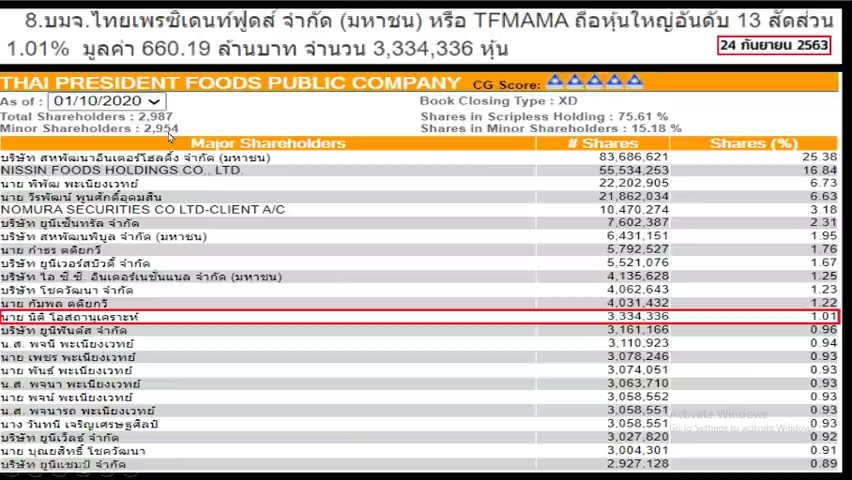 8.บมจ.ไทยเพรซิเดนท์ฟูดส์ จำกัด (มหาชน) หรือ TFMAMA ถือหุ้นใหญ่อันดับ 13 สัดส่วน
1.01% มูลค่า 660.19 ล้านบาท จำนวน 3,334,336 หุ้น
24 กันยายน 2563
THAI PRESIDENT FOODS PUBLIC COMPANY CG Score:
As of : 01/10/2020 Book Closing Type : XD
Total Shareholders : 2,987 Shares in Scripless Holding : 75.61 %
Minor Shareholders : 2,954 Shares in Minor Shareholders : 15.18 %
Major Shareholders # Shares Shares (%)
บริษัท สหพัฒนาอินเตอร์โฮลดิ้ง จำกัด (มหาชน) 83,686,621 25.38
NISSIN FOODS HOLDINGS CO., LTD. 55,534,253 16.84
นาย พิพัฒ พะเนียงเวทย์ 22,202,905 6.73
นาย วีรพัฒน์ พูนศักดิ์อุดมสิน 21,862,034 6.63
NOMURA SECURITIES CO LTD-CLIENT A/C 10,470,274 3.18
บริษัท ยูนิเซ็นทรัล จำกัด 7,602,387 2.31
บริษัท สหพัฒนพิบูล จำกัด (มหาชน) 6,431,151 1.95
นาย กำธร ตติยกวี 5,792,527 1.76
บริษัท ยูนิเวอร์สบิวตี้ จำกัด 5,521,076 1.67
บริษัท ไอ.ซี.ซี. อินเตอร์เนชั่นแนล จำกัด (มหาชน) 4,135,628 1.25
บริษัท โชควัฒนา จำกัด 4,062,643 1.23
นาย กัมพล ตติยกวี 4,031,432 1.22
นาย นิติ โอสถานุเคราะห์ 3,334,336 1.01
บริษัท ยูนิฟันด์ส จำกัด 3,161,166 0.96
น.ส. พจนี พะเนียงเวทย์ 3,110,923 0.94
นาย เพชร พะเนียงเวทย์ 3,078,246 0.93
นาย พันธ์ พะเนียงเวทย์ 3,074,051 0.93
น.ส. พจนา พะเนียงเวทย์ 3,063,710 0.93
นาย พจน์ พะเนียงเวทย์ 3,058,552 0.93
น.ส. พจนารถ พะเนียงเวทย์ 3,058,551 0.93
นาง วันทนี เจริญเศรษฐศิลป์ 3,058,551 0.93
บริษัท ยูนิเวิลธ์ จำกัด 3,027,820 0.92
นาย บุณยสิทธิ์ โชควัฒนา 3,004,301 0.91
บริษัท ยูนิแชมป์ จำกัด 2,927,128 0.89
Activate Windows
Go to Settings to activate Windows.